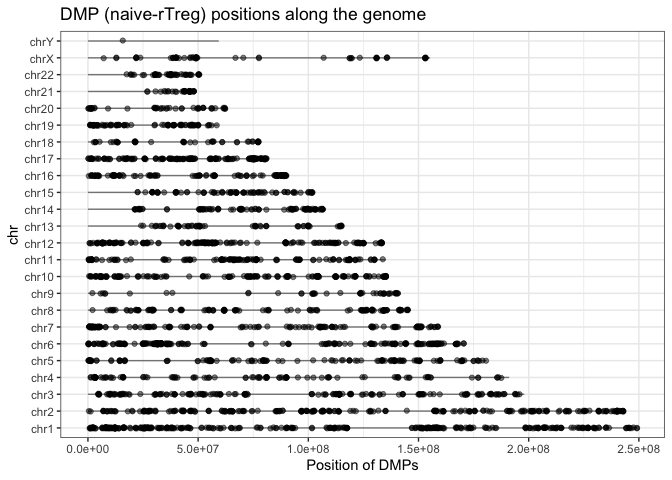 DMP (naive-rTreg) positions along the genome
chr
chrY
chrX
chr22
chr21
chr20
chr19
chr18
chr17
chr16
chr15
chr14
chr13
chr12
chr11
chr10
chr9
chr8
chr7
chr6
chr5
chr4
chr3
chr2
chr1
0.0e+00 5.0e+07 1.0e+08 1.5e+08 2.0e+08 2.5e+08
Position of DMPs